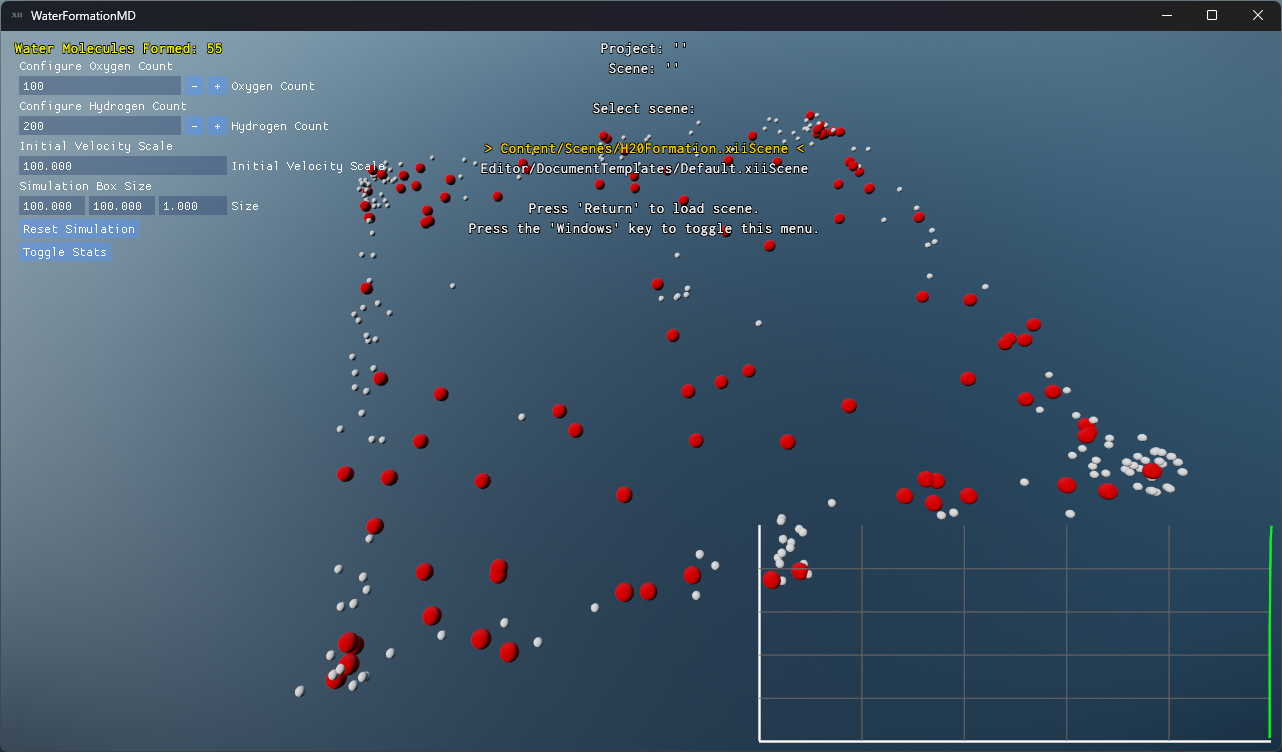 XII WaterFormationMD
Water Molecules Formed: 55
Configure Oxygen Count
100 - + Oxygen Count
Configure Hydrogen Count
200 - + Hydrogen Count
Initial Velocity Scale
100.000 Initial Velocity Scale
Simulation Box Size
100.000 100.000 1.000 Size
Reset Simulation
Toggle Stats
Project: ''
Scene: ''
Select scene:
> Content/Scenes/H20Formation.xiiScene <
Editor/DocumentTemplates/Default.xiiScene
Press 'Return' to load scene.
Press the 'Windows' key to toggle this menu.